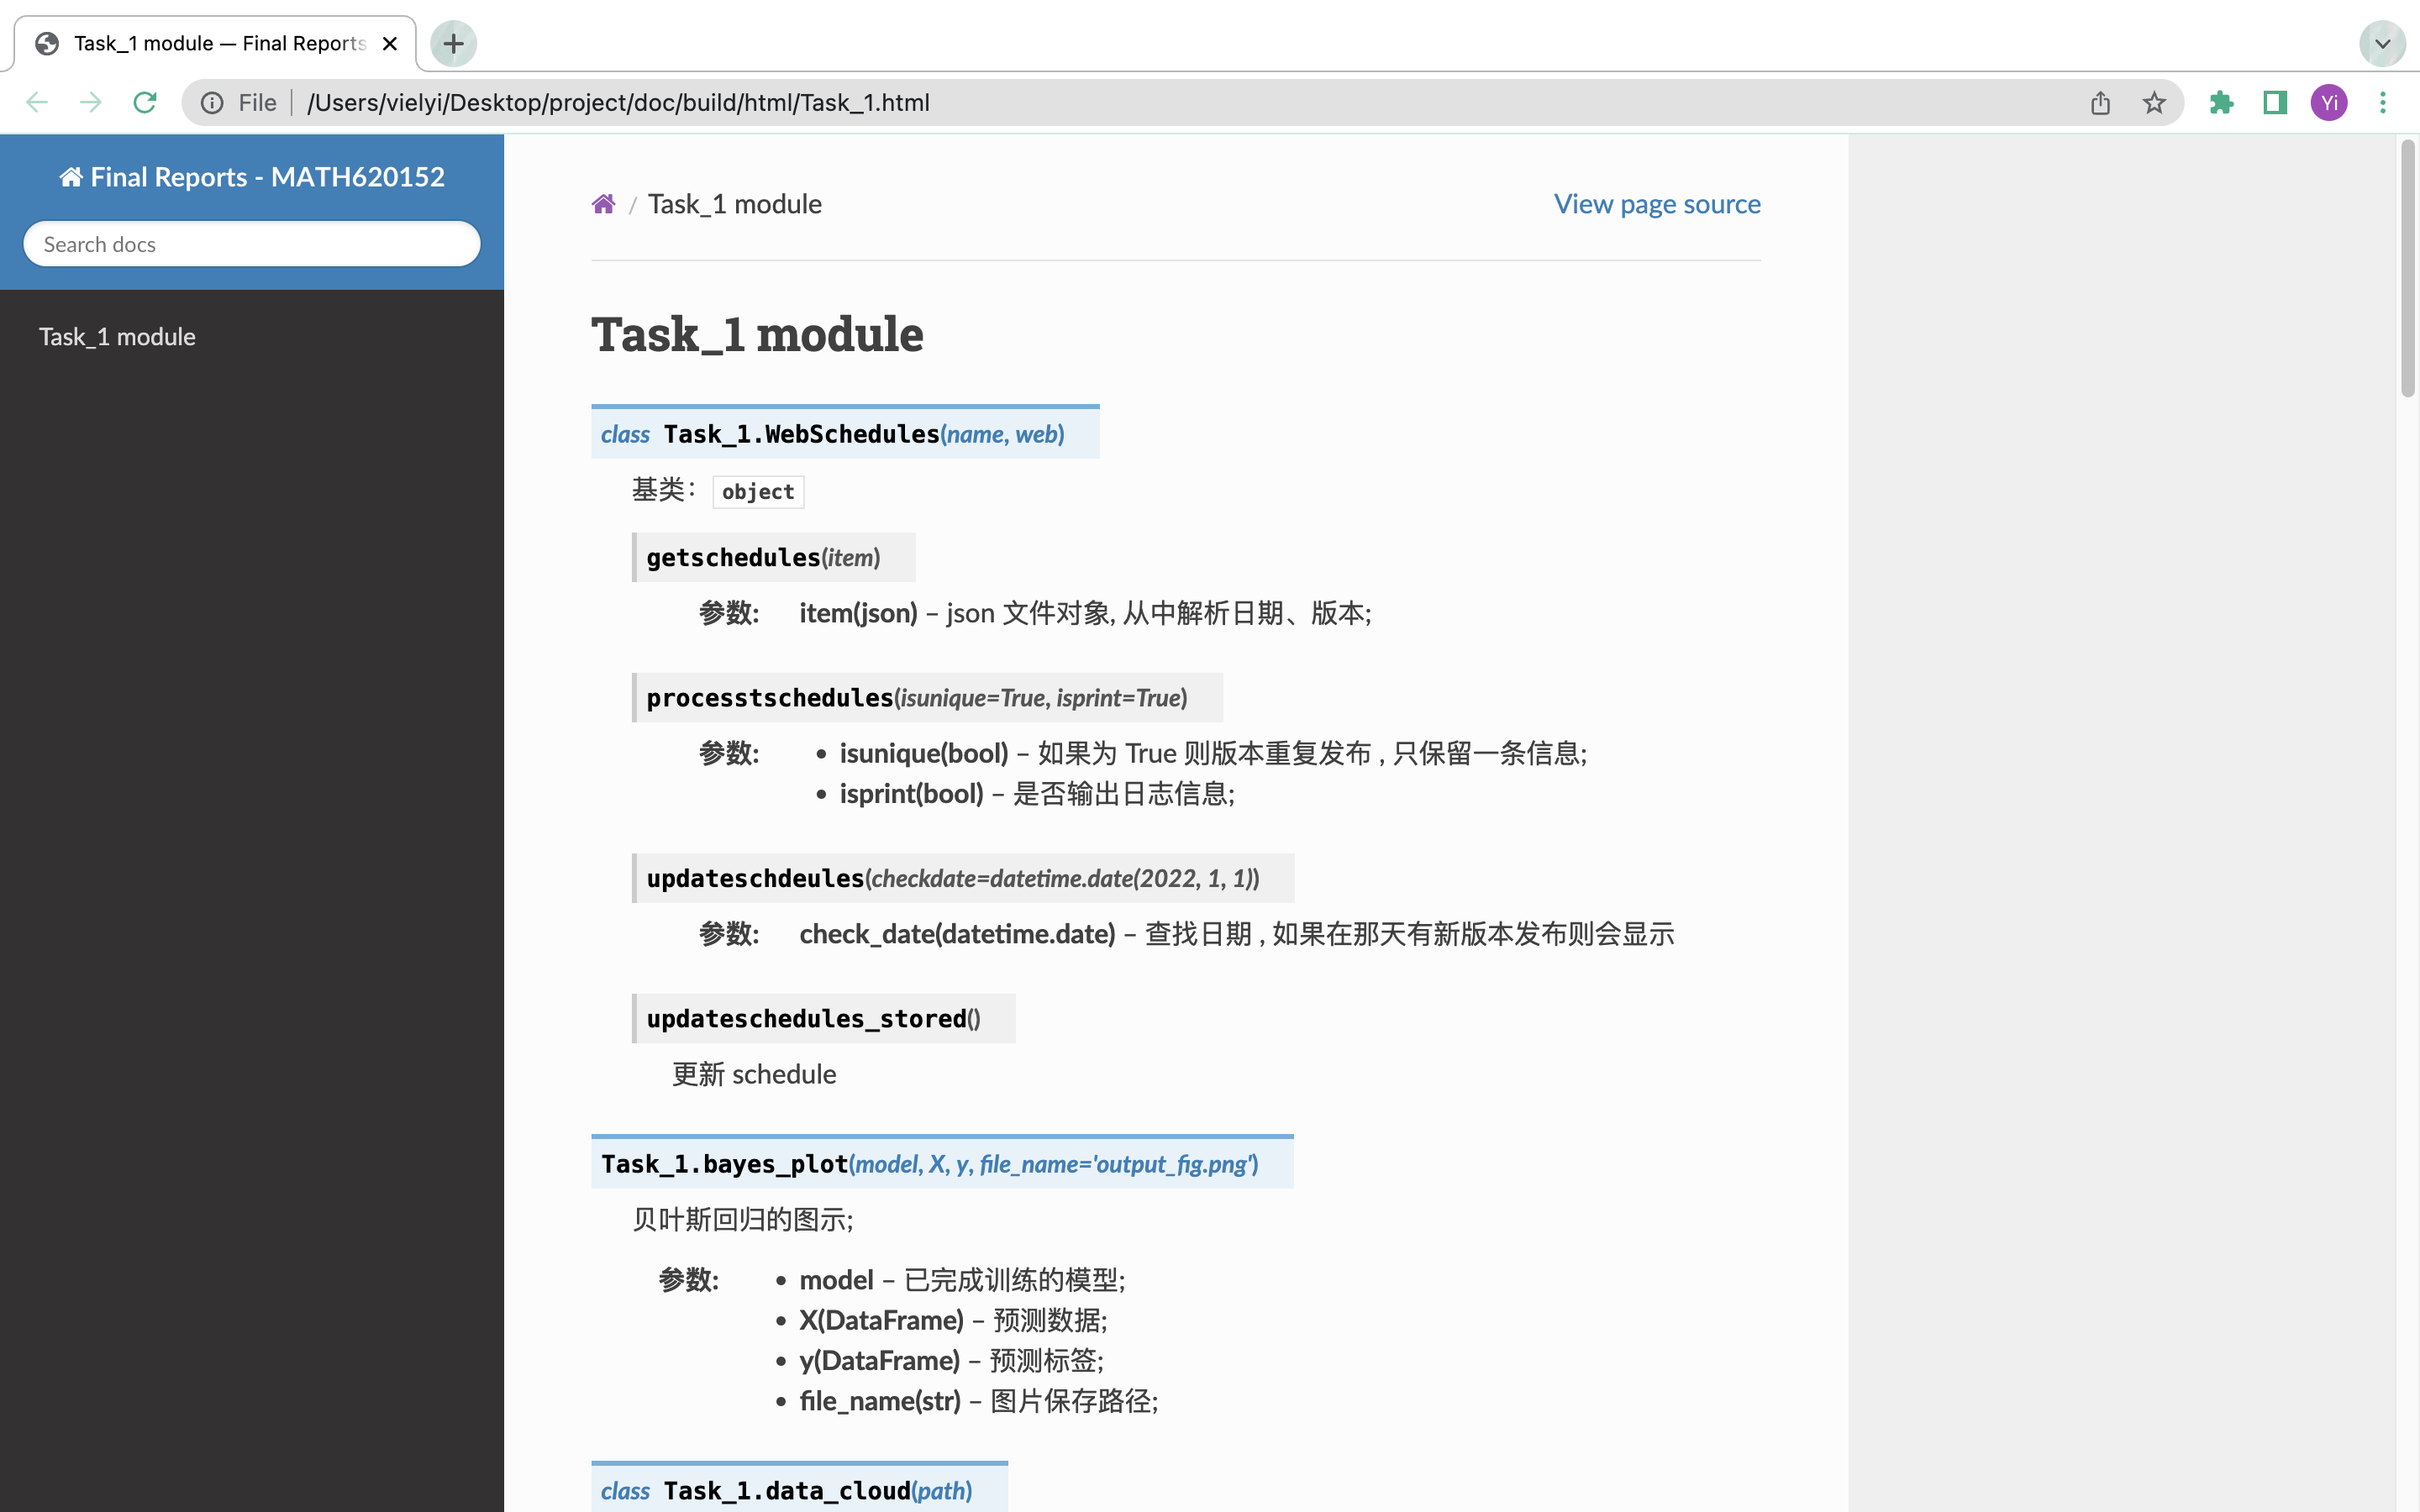 Task_1 module — Final Reports
File /Users/vielyi/Desktop/project/doc/build/html/Task_1.html
Yi
Final Reports - MATH620152
Search docs
Task_1 module
/ Task_1 module
View page source
Task_1 module
class Task_1.WebSchedules(name, web)
基类： object
getschedules(item)
参数: item(json) – json 文件对象, 从中解析日期、版本;
processtschedules(isunique=True, isprint=True)
参数: • isunique(bool) – 如果为 True 则版本重复发布 , 只保留一条信息;
• isprint(bool) – 是否输出日志信息;
updateschdeules(checkdate=datetime.date(2022, 1, 1))
参数: check_date(datetime.date) – 查找日期 , 如果在那天有新版本发布则会显示
updateschedules_stored()
更新 schedule
Task_1.bayes_plot(model, X, y, file_name='output_fig.png')
贝叶斯回归的图示;
参数: • model – 已完成训练的模型;
• X(DataFrame) – 预测数据;
• y(DataFrame) – 预测标签;
• file_name(str) – 图片保存路径;
class Task_1.data_cloud(path)